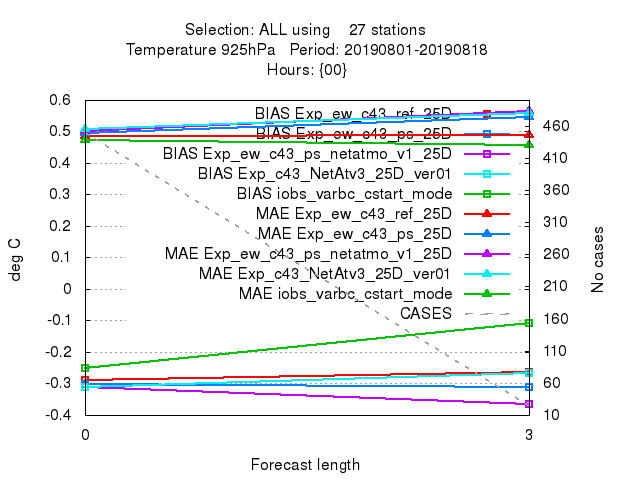 Selection: ALL using 27 stations
Temperature 925hPa Period: 20190801-20190818
Hours: {00}
0.6
0.5
0.4
0.3
0.2
0.1
0
-0.1
-0.2
-0.3
-0.4
deg C
BIAS Exp_ew_c43_ref_25D
BIAS Exp_ew_c43_ps_25D
BIAS Exp_ew_c43_ps_netatmo_v1_25D
BIAS Exp_c43_NetAtv3_25D_ver01
BIAS iobs_varbc_cstart_mode
MAE Exp_ew_c43_ref_25D
MAE Exp_ew_c43_ps_25D
MAE Exp_ew_c43_ps_netatmo_v1_25D
MAE Exp_c43_NetAtv3_25D_ver01
MAE iobs_varbc_cstart_mode
CASES
460
410
360
310
260
210
160
110
60
10
No cases
0 3
Forecast length